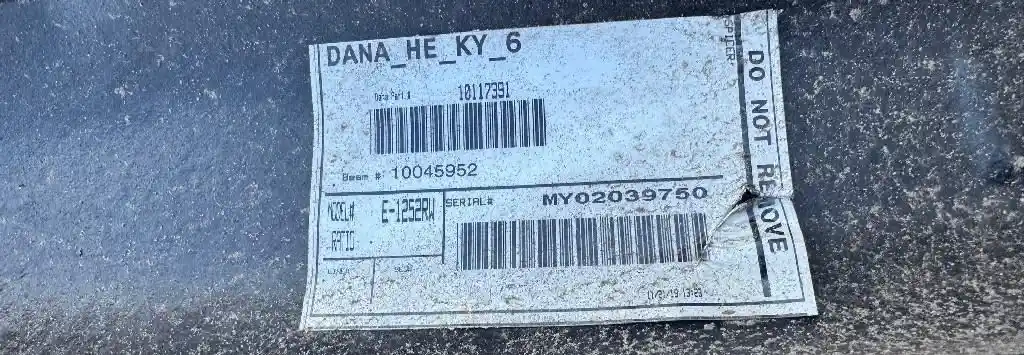 DANA_HE_KY_6
Dana Part # 10117391
Beam # 10045952
MODEL# E-1252RW
RATIO
SERIAL# MY02039750
SPICER
DO NOT REMOVE